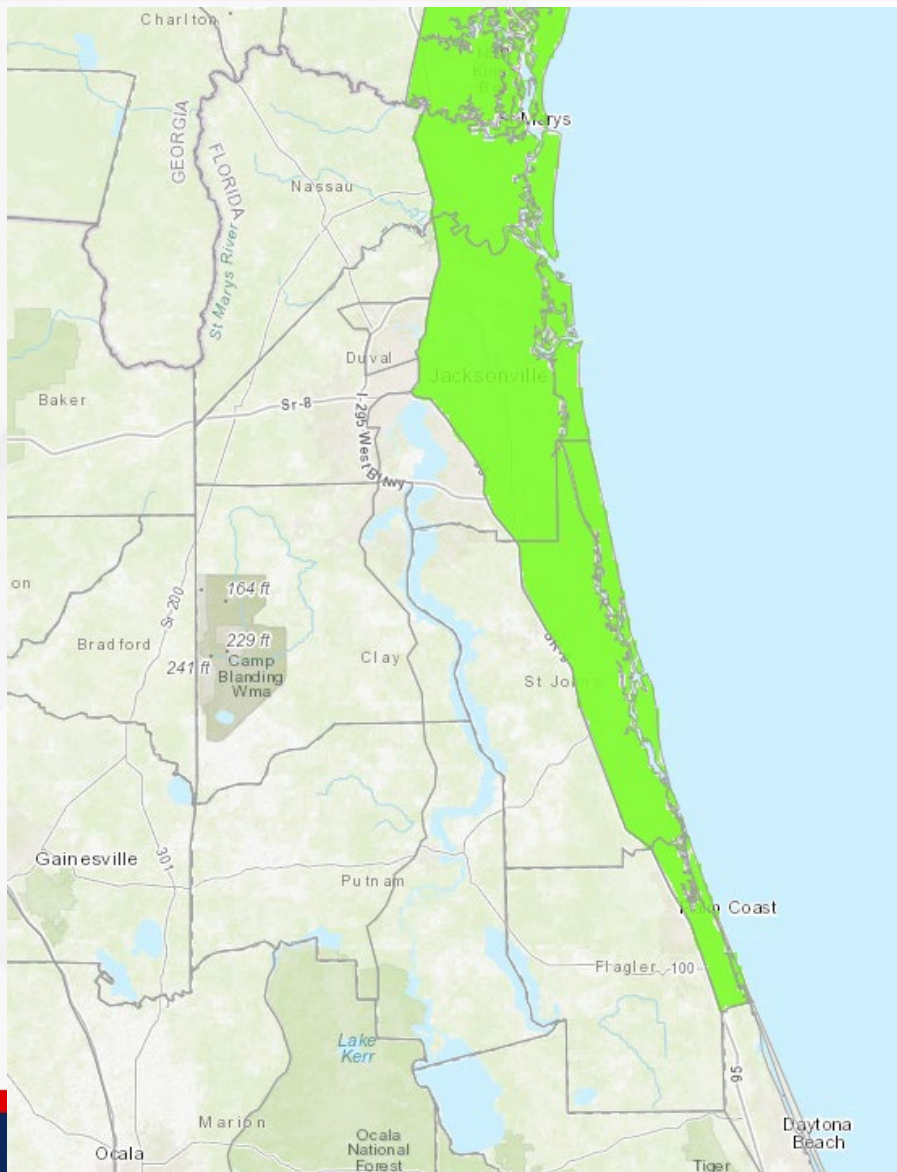 Charlton
GEORGIA
FLORIDA
St Marys River
Nassau
Marys
Duval
Jacksonville
Baker
Sr-8
I-295 West Bltwy
Sr-200
on
164 ft
229 ft
241 ft
Bradford
Camp
Blanding
Wma
Clay
St Johns
Gainesville
301
Putnam
Coast
Flagler
100
Lake
Kerr
95
Marion
Ocala
Ocala
National
Forest
Daytona
Beach
Tiger